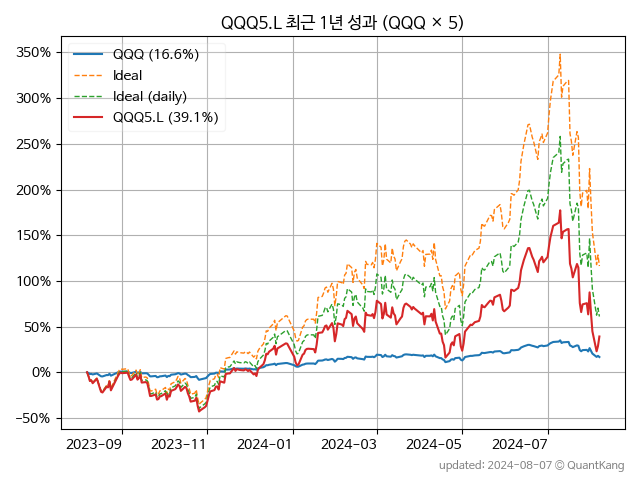 QQQ5.L 최근 1년 성과 (QQQ × 5)
350%
300%
250%
200%
150%
100%
50%
0%
−50%
QQQ (16.6%)
Ideal
Ideal (daily)
QQQ5.L (39.1%)
2023-09
2023-11
2024-01
2024-03
2024-05
2024-07
updated: 2024-08-07 © QuantKang